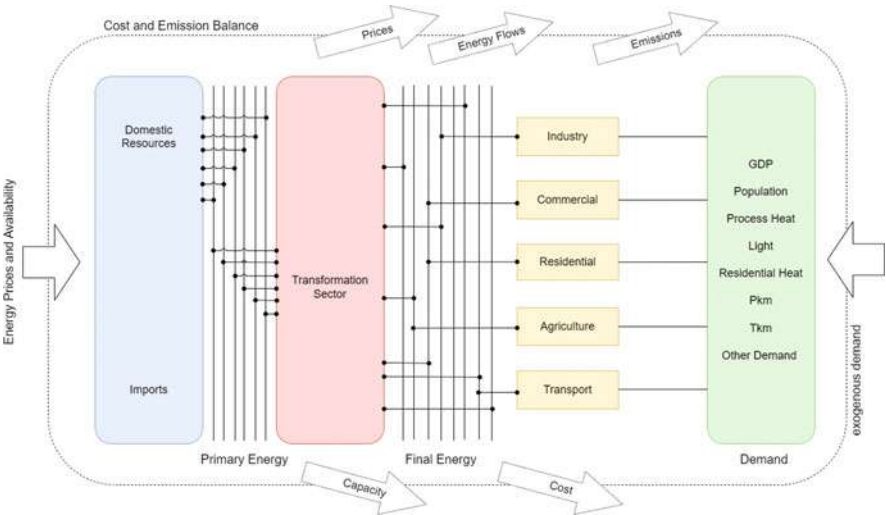 Cost and Emission Balance
Prices
Energy Flows
Emissions
Energy Prices and Availability
Domestic
Resources
Imports
Transformation
Sector
Industry
Commercial
Residential
Agriculture
Transport
GDP
Population
Process Heat
Light
Residential Heat
Pkm
Tkm
Other Demand
exogenous demand
Primary Energy
Final Energy
Demand
Capacity
Cost